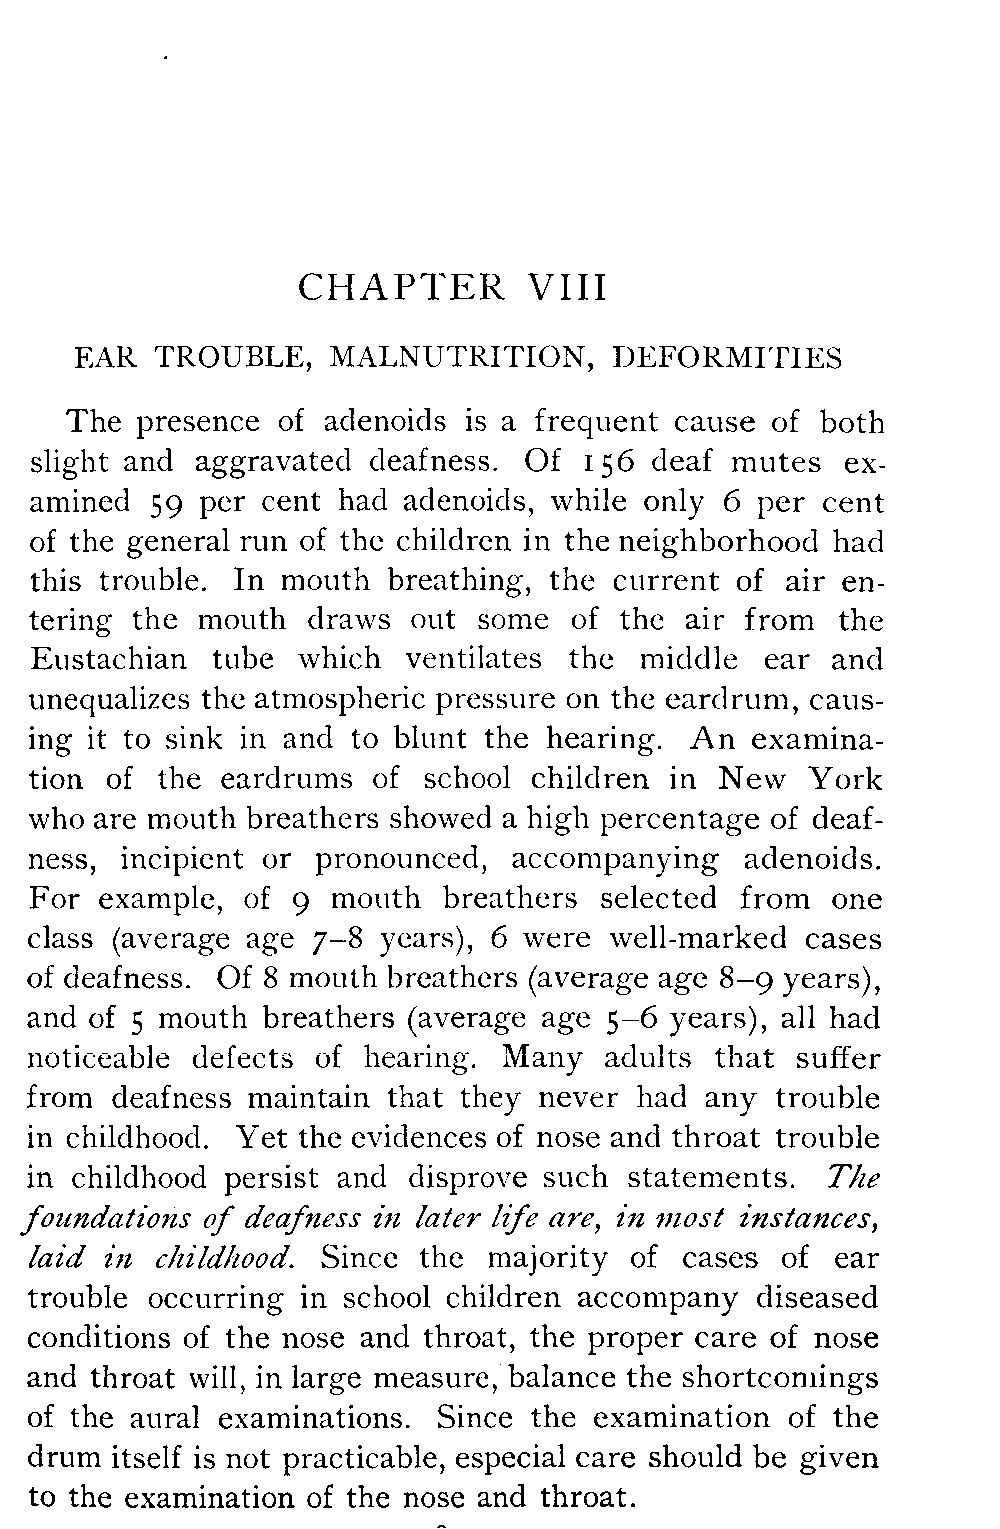 CHAPTER VIII
EAR TROUBLE, MALNUTRITION, DEFORMITIES
The presence of adenoids is a frequent cause of both
slight and aggravated deafness. Of 156 deaf mutes ex-
amined 59 per cent had adenoids, while only 6 per cent
of the general run of the children in the neighborhood had
this trouble. In mouth breathing, the current of air en-
tering the mouth draws out some of the air from the
Eustachian tube which ventilates the middle ear and
unequalizes the atmospheric pressure on the eardrum, caus-
ing it to sink in and to blunt the hearing. An examina-
tion of the eardrums of school children in New York
who are mouth breathers showed a high percentage of deaf-
ness, incipient or pronounced, accompanying adenoids.
For example, of 9 mouth breathers selected from one
class (average age 7–8 years), 6 were well-marked cases
of deafness. Of 8 mouth breathers (average age 8–9 years),
and of 5 mouth breathers (average age 5–6 years), all had
noticeable defects of hearing. Many adults that suffer
from deafness maintain that they never had any trouble
in childhood. Yet the evidences of nose and throat trouble
in childhood persist and disprove such statements. The
foundations of deafness in later life are, in most instances,
laid in childhood. Since the majority of cases of ear
trouble occurring in school children accompany diseased
conditions of the nose and throat, the proper care of nose
and throat will, in large measure, balance the shortcomings
of the aural examinations. Since the examination of the
drum itself is not practicable, especial care should be given
to the examination of the nose and throat.